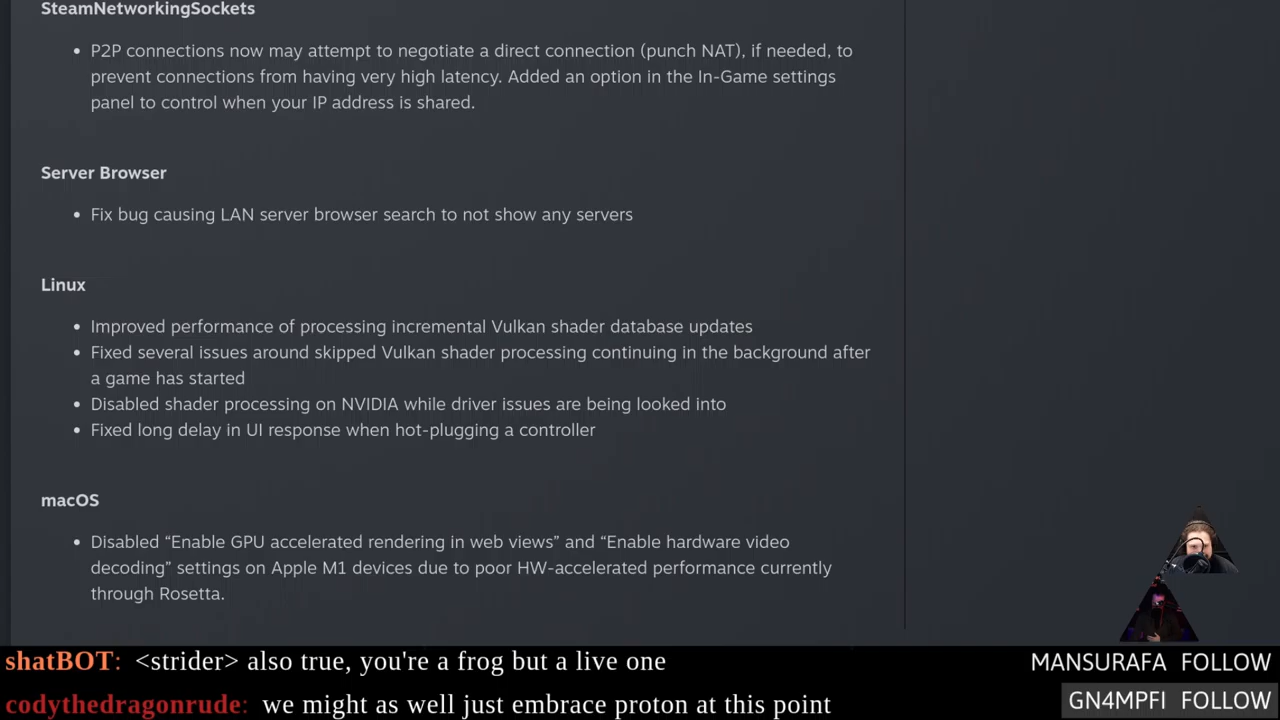 SteamNetworkingSockets
• P2P connections now may attempt to negotiate a direct connection (punch NAT), if needed, to
prevent connections from having very high latency. Added an option in the In-Game settings
panel to control when your IP address is shared.
Server Browser
• Fix bug causing LAN server browser search to not show any servers
Linux
• Improved performance of processing incremental Vulkan shader database updates
• Fixed several issues around skipped Vulkan shader processing continuing in the background after
a game has started
• Disabled shader processing on NVIDIA while driver issues are being looked into
• Fixed long delay in UI response when hot-plugging a controller
macOS
• Disabled “Enable GPU accelerated rendering in web views” and “Enable hardware video
decoding” settings on Apple M1 devices due to poor HW-accelerated performance currently
through Rosetta.
shatBOT: <strider> also true, you're a frog but a live one
codythedragonrude: we might as well just embrace proton at this point
MANSURAFA FOLLOW
GN4MPFI FOLLOW